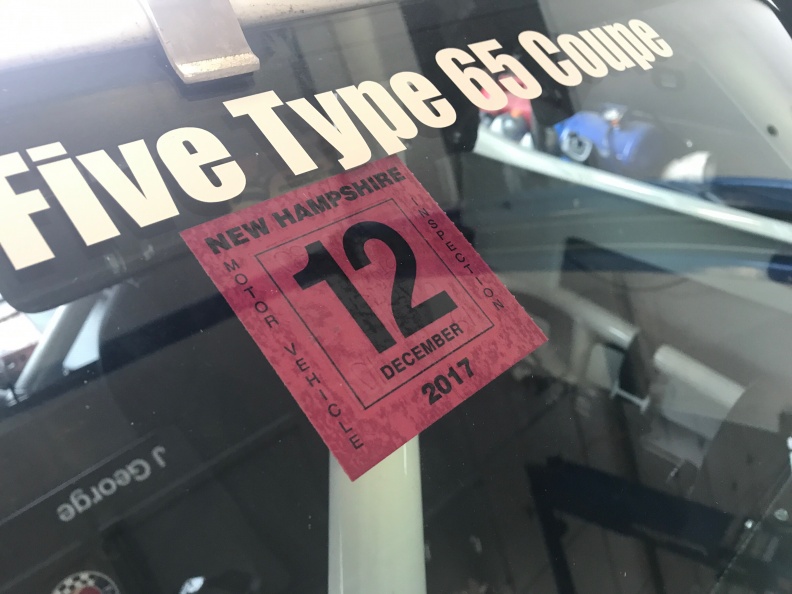 Five Type 65 Coupe
NEW HAMPSHIRE
MOTOR VEHICLE
INSPECTION
12
DECEMBER
2017
J George